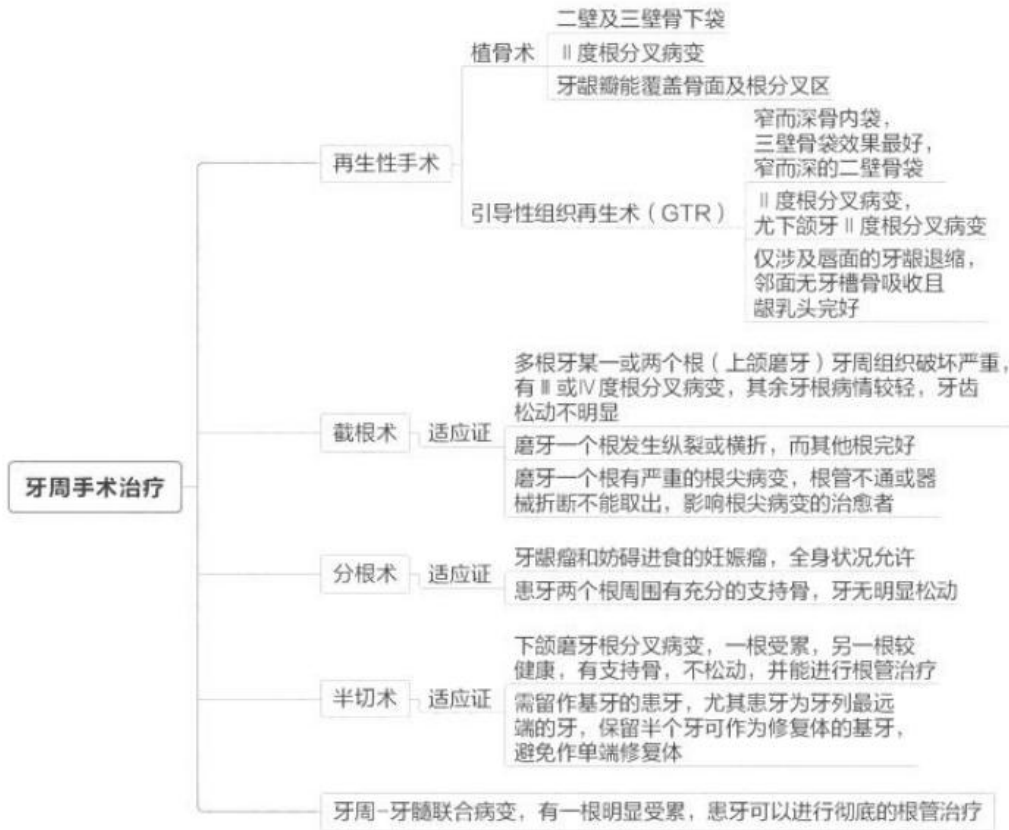 二壁及三壁骨下袋
植骨术
Ⅱ度根分叉病变
牙龈瓣能覆盖骨面及根分叉区
窄而深骨内袋，
三壁骨袋效果最好，
窄而深的二壁骨袋
再生性手术
引导性组织再生术（GTR）
Ⅱ度根分叉病变，
尤下颌牙Ⅱ度根分叉病变
仅涉及唇面的牙龈退缩，
邻面无牙槽骨吸收且
龈乳头完好
多根牙某一或两个根（上颌磨牙）牙周组织破坏严重，
有Ⅲ或Ⅳ度根分叉病变，其余牙根病情较轻，牙齿
松动不明显
截根术
适应证
磨牙一个根发生纵裂或横折，而其他根完好
磨牙一个根有严重的根尖病变，根管不通或器
械折断不能取出，影响根尖病变的治愈者
牙周手术治疗
分根术
适应证
牙龈瘤和妨碍进食的妊娠瘤，全身状况允许
患牙两个根周围有充分的支持骨，牙无明显松动
下颌磨牙根分叉病变，一根受累，另一根较
健康，有支持骨，不松动，并能进行根管治疗
半切术
适应证
需留作基牙的患牙，尤其患牙为牙列最远
端的牙，保留半个牙可作为修复体的基牙，
避免作单端修复体
牙周-牙髓联合病变，有一根明显受累，患牙可以进行彻底的根管治疗